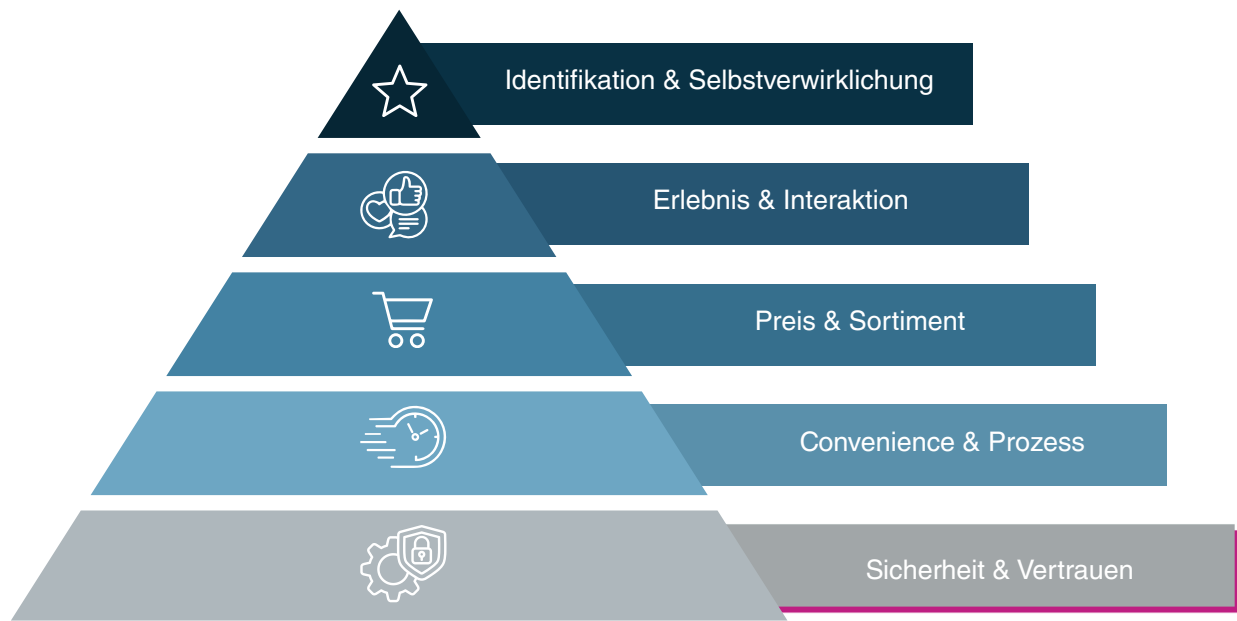 Identifikation & Selbstverwirklichung
Erlebnis & Interaktion
Preis & Sortiment
Convenience & Prozess
Sicherheit & Vertrauen